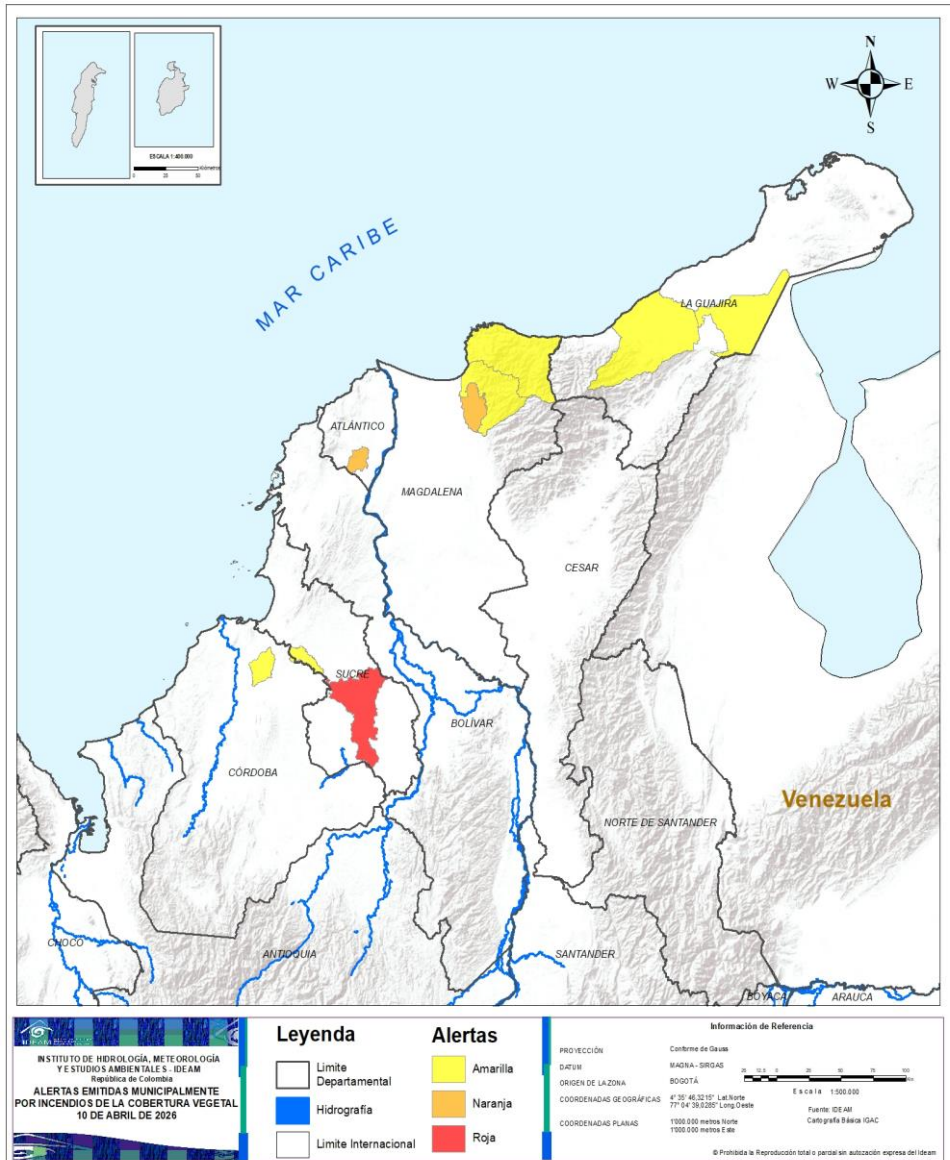 ESCALA 1:400.000
Kilómetros
N
W
E
S
MAR CARIBE
LA GUAJIRA
ATLÁNTICO
MAGDALENA
CESAR
SUCRE
BOLÍVAR
CÓRDOBA
NORTE DE SANTANDER
Venezuela
CHOCO
ANTIOQUIA
SANTANDER
BOYACÁ
ARAUCA
IDEAM
INSTITUTO DE HIDROLOGÍA, METEOROLOGÍA
Y ESTUDIOS AMBIENTALES - IDEAM
República de Colombia
ALERTAS EMITIDAS MUNICIPALMENTE
POR INCENDIOS DE LA COBERTURA VEGETAL
10 DE ABRIL DE 2026
Leyenda
Limite
Departamental
Hidrografía
Limite Internacional
Alertas
Amarilla
Naranja
Roja
Información de Referencia
PROYECCIÓN
Conforme de Gauss
DATUM
MAGNA - SIRGAS
ORIGEN DE LA ZONA
BOGOTÁ
COORDENADAS GEOGRÁFICAS
4° 35' 46,3215" Lat.Norte
77° 04' 39,0285" Long.Oeste
COORDENADAS PLANAS
1'000.000 metros Norte
1'000.000 metros Este
Escala 1:500.000
Fuente: IDEAM
Cartografía Básica IGAC
© Prohibida la Reproducción total o parcial sin autozación expresa del Ideam